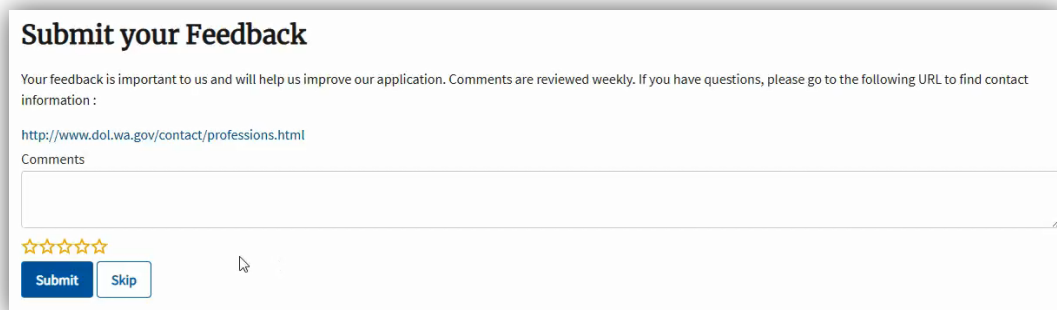 Submit your Feedback
Your feedback is important to us and will help us improve our application. Comments are reviewed weekly. If you have questions, please go to the following URL to find contact
information :
http://www.dol.wa.gov/contact/professions.html
Comments
Submit Skip